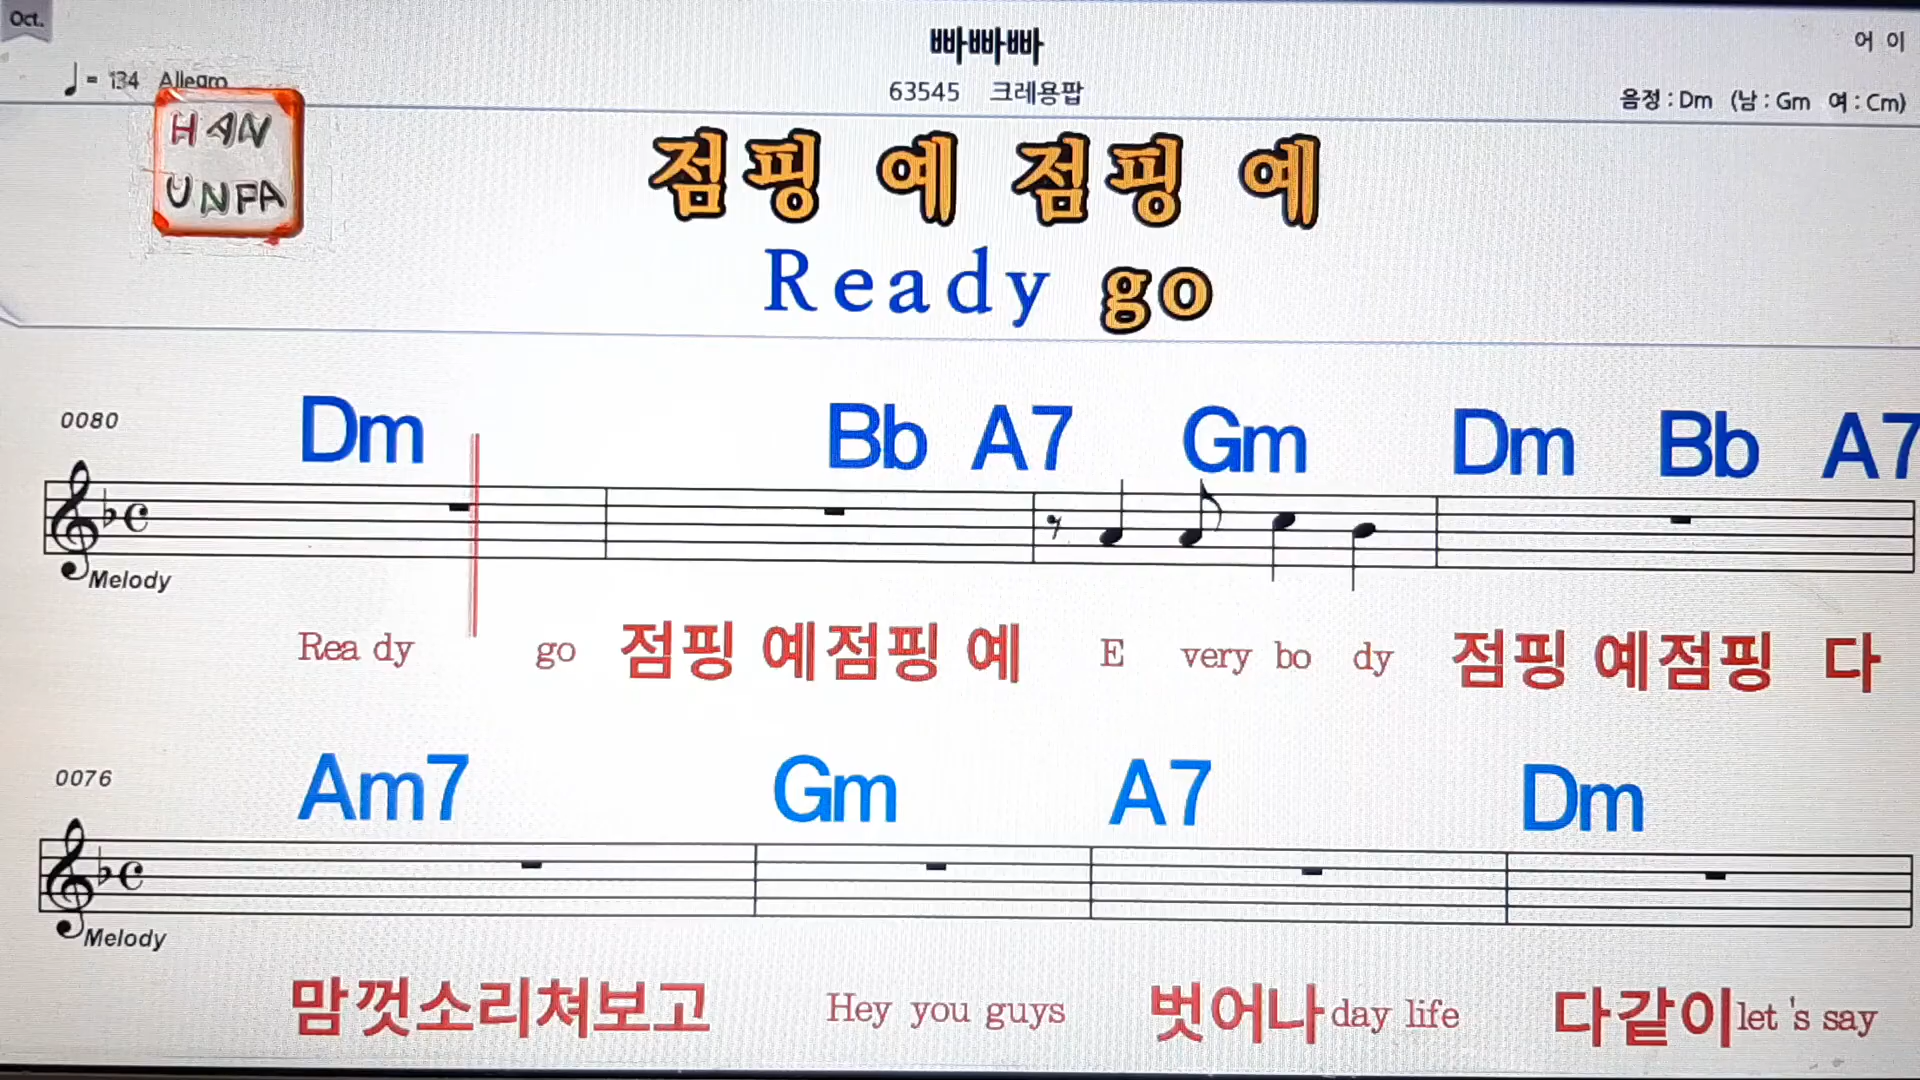 Oct.
빠빠빠
어 이
= 134 Allegro
63545 크레용팝
음정 : Dm (남 : Gm 여 : Cm)
HAN
UNFA
점핑 예 점핑 예
Ready go
0080
Dm Bb A7 Gm Dm Bb A7
Melody
Rea dy go 점핑 예점핑 예 E very bo dy 점핑 예점핑 다
0076
Am7 Gm A7 Dm
Melody
맘껏소리쳐보고 Hey you guys 벗어나day life 다같이let 's say